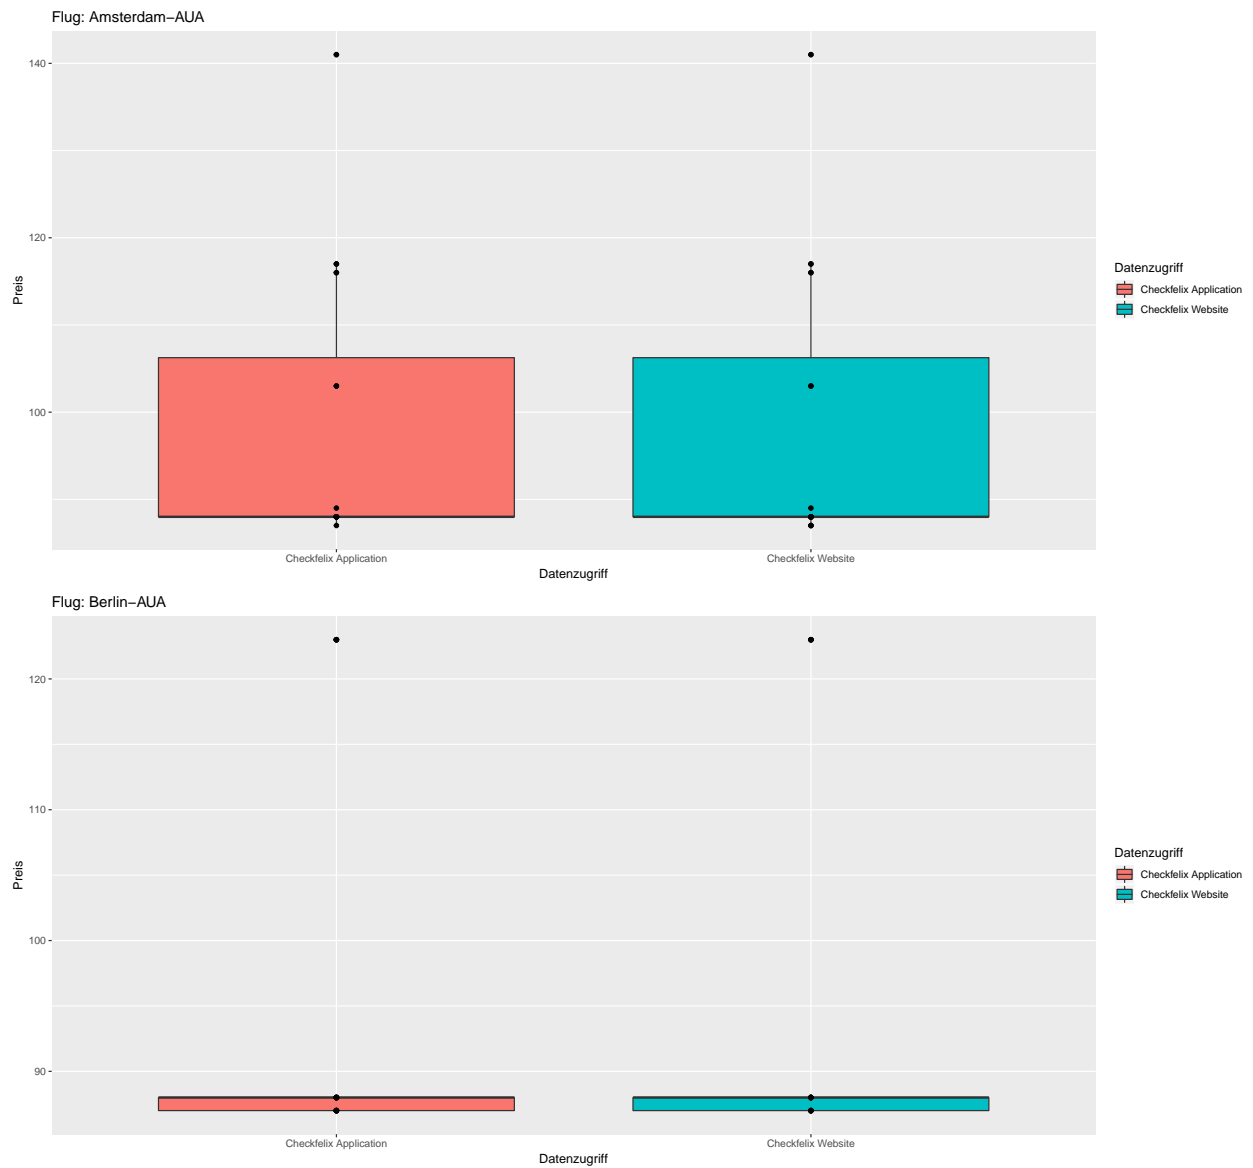 Flug: Amsterdam−AUA
140
120
100
Preis
Checkfelix Application
Checkfelix Website
Datenzugriff
Datenzugriff
Checkfelix Application
Checkfelix Website
Flug: Berlin−AUA
120
110
100
90
Preis
Checkfelix Application
Checkfelix Website
Datenzugriff
Datenzugriff
Checkfelix Application
Checkfelix Website